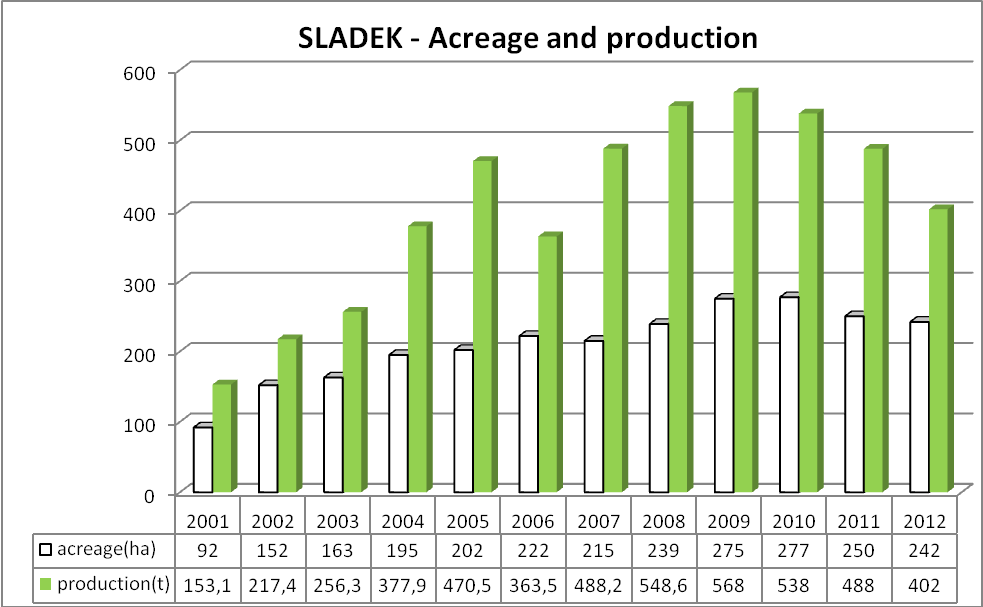 SLADEK - Acreage and production
600
500
400
300
200
100
0
2001 2002 2003 2004 2005 2006 2007 2008 2009 2010 2011 2012
acreage(ha) 92 152 163 195 202 222 215 239 275 277 250 242
production(t) 153,1 217,4 256,3 377,9 470,5 363,5 488,2 548,6 568 538 488 402